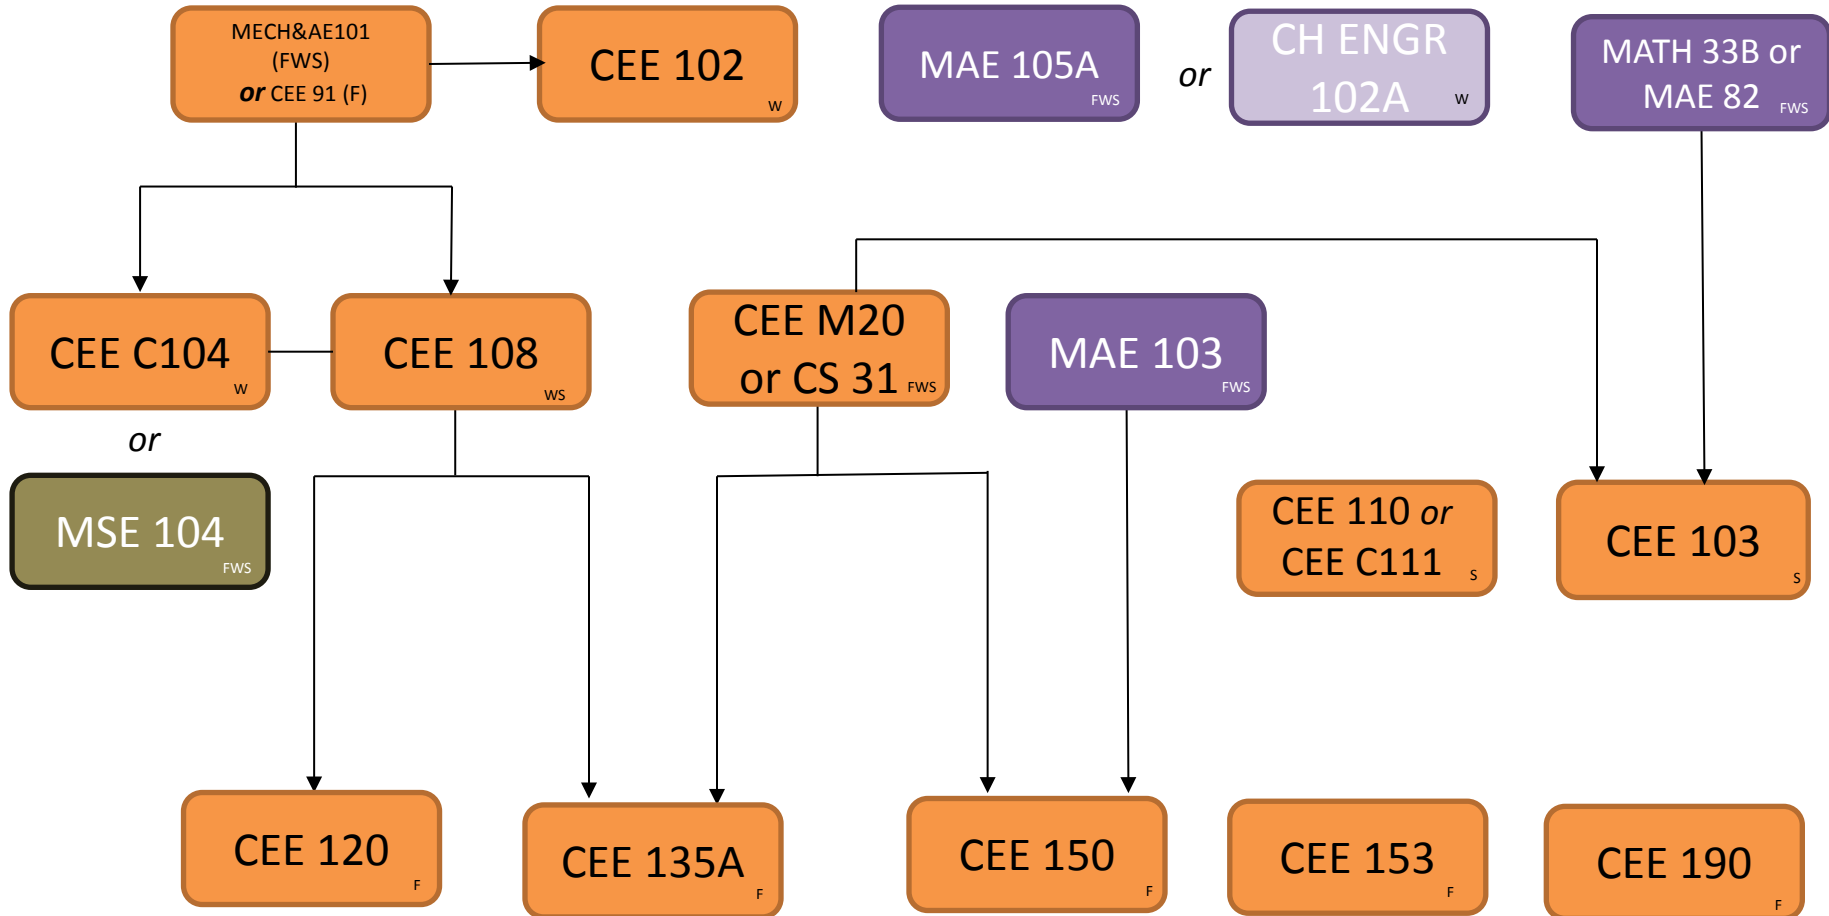 MECH&AE101
(FWS)
or CEE 91 (F)
CEE 102
W
MAE 105A
FWS
or
CH ENGR
102A
W
MATH 33B or
MAE 82
FWS
CEE C104
W
CEE 108
WS
CEE M20
or CS 31
FWS
MAE 103
FWS
or
MSE 104
FWS
CEE 110 or
CEE C111
S
CEE 103
S
CEE 120
F
CEE 135A
F
CEE 150
F
CEE 153
F
CEE 190
F